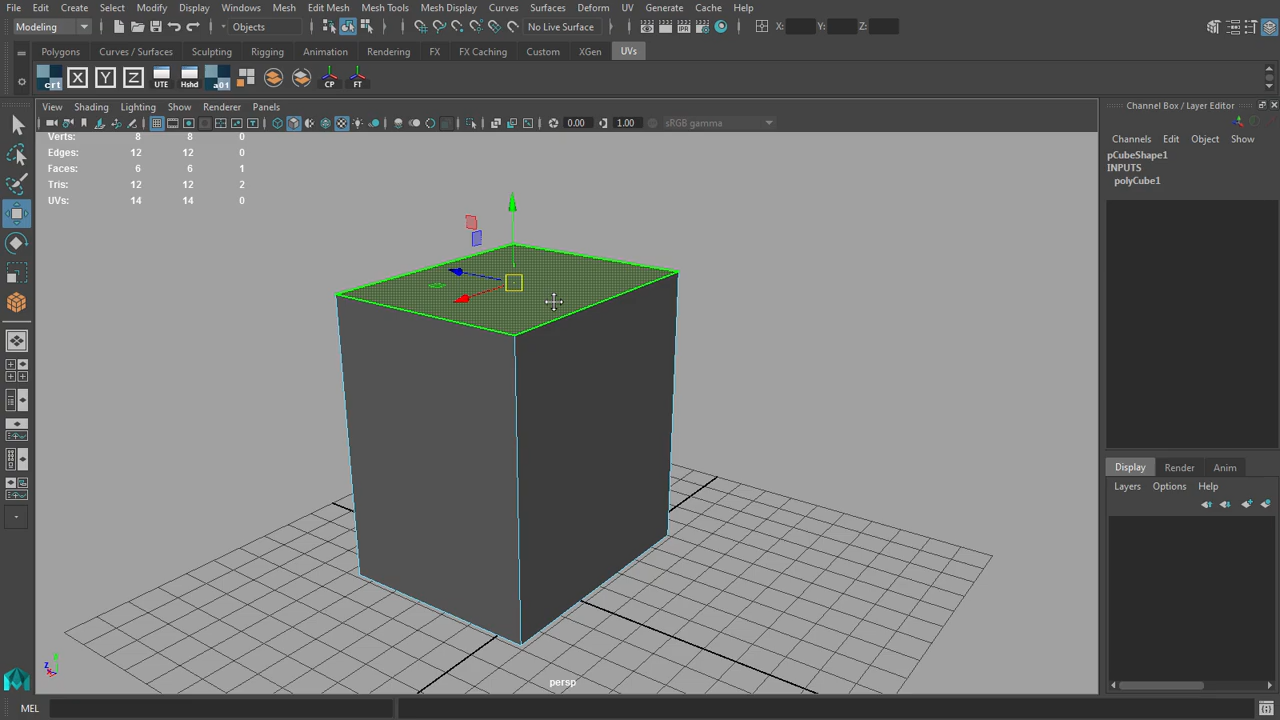 File Edit Create Select Modify Display Windows Mesh Edit Mesh Mesh Tools Mesh Display Curves Surfaces Deform UV Generate Cache Help
Modeling Objects No Live Surface X: Y: Z:
Polygons Curves / Surfaces Sculpting Rigging Animation Rendering FX FX Caching Custom XGen UVs
crt X Y Z UTE Hshd a01 CP FT
View Shading Lighting Show Renderer Panels
0.00 1.00 sRGB gamma
Verts: 8 8 0
Edges: 12 12 0
Faces: 6 6 1
Tris: 12 12 2
UVs: 14 14 0
persp
Channel Box / Layer Editor
Channels Edit Object Show
pCubeShape1
INPUTS
polyCube1
Display Render Anim
Layers Options Help
MEL